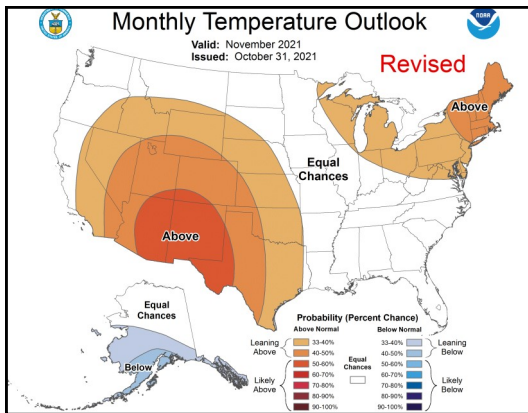 Monthly Temperature Outlook
NOAA
Valid: November 2021
Issued: October 31, 2021
Revised
Above
Equal
Chances
Above
Equal
Chances
Below
Probability (Percent Chance)
Above Normal
Below Normal
Leaning
Above
33-40%
40-50%
Likely
Above
50-60%
60-70%
70-80%
80-90%
90-100%
Equal
Chances
33-40%
40-50%
Leaning
Below
50-60%
60-70%
70-80%
80-90%
90-100%
Likely
Below